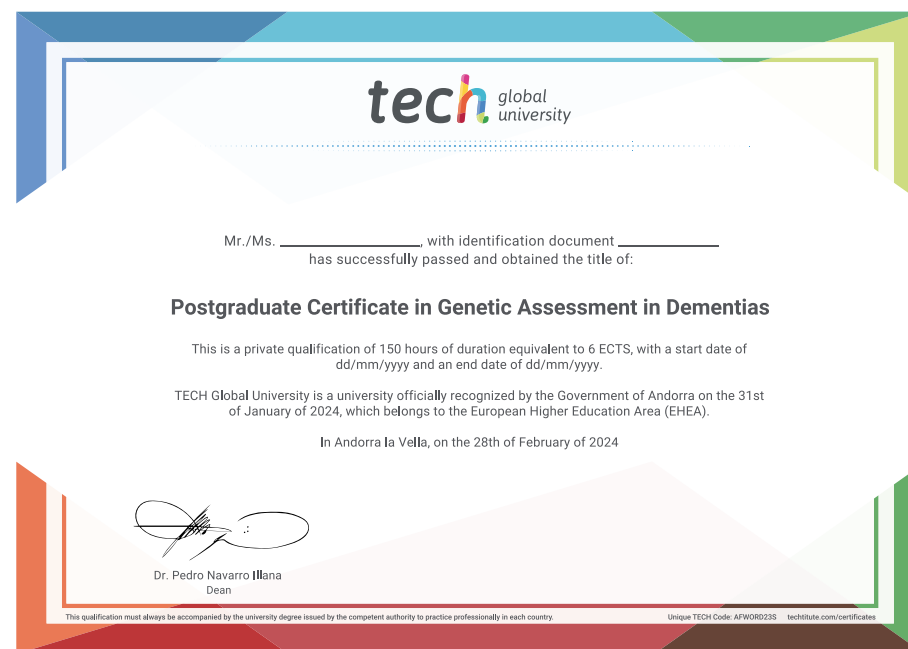 tech global
university
Mr./Ms. ____________, with identification document ____________
has successfully passed and obtained the title of:
Postgraduate Certificate in Genetic Assessment in Dementias
This is a private qualification of 150 hours of duration equivalent to 6 ECTS, with a start date of
dd/mm/yyyy and an end date of dd/mm/yyyy.
TECH Global University is a university officially recognized by the Government of Andorra on the 31st
of January of 2024, which belongs to the European Higher Education Area (EHEA).
In Andorra la Vella, on the 28th of February of 2024
Dr. Pedro Navarro Illana
Dean
This qualification must always be accompanied by the university degree issued by the competent authority to practice professionally in each country.
Unique TECH Code: AFWORD23S techtitute.com/certificates